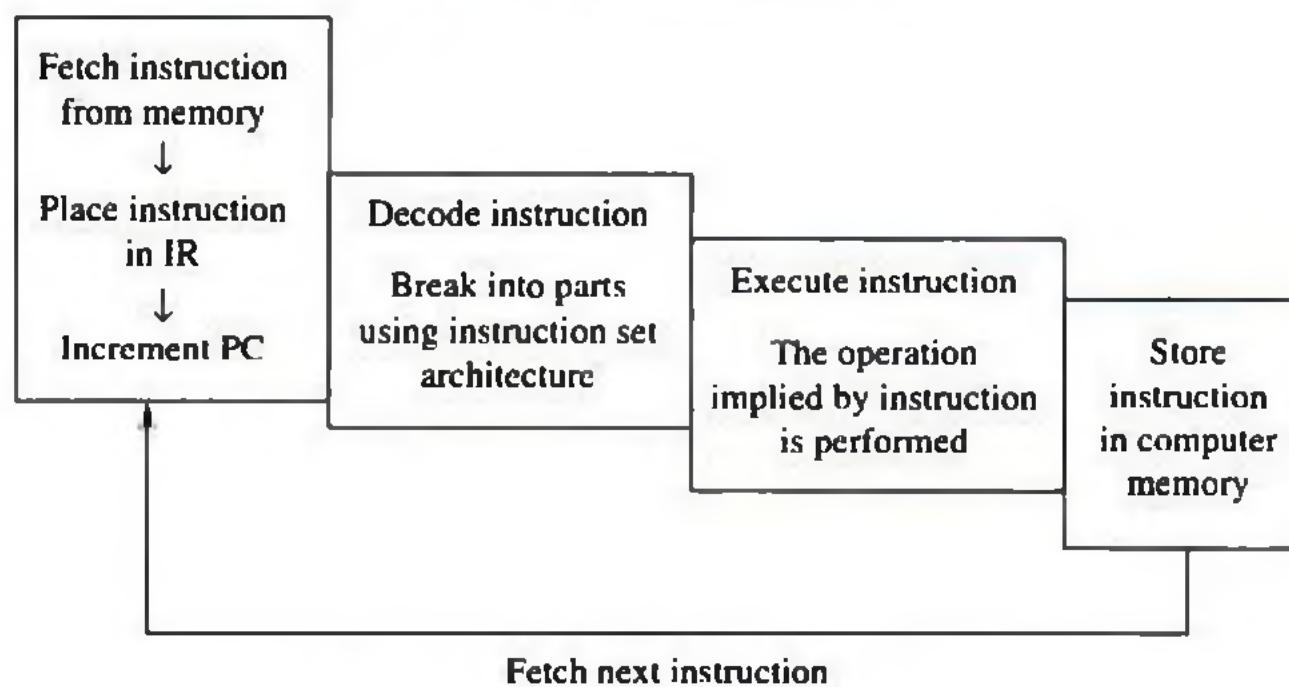 Fetch instruction
from memory
↓
Place instruction
in IR
↓
Increment PC
Decode instruction
Break into parts
using instruction set
architecture
Execute instruction
The operation
implied by instruction
is performed
Store
instruction
in computer
memory
Fetch next instruction